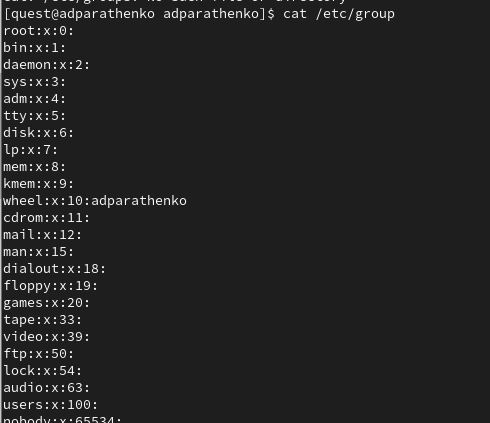 [quest@adparathenko adparathenko]$ cat /etc/group
root:x:0:
bin:x:1:
daemon:x:2:
sys:x:3:
adm:x:4:
tty:x:5:
disk:x:6:
lp:x:7:
mem:x:8:
kmem:x:9:
wheel:x:10:adparathenko
cdrom:x:11:
mail:x:12:
man:x:15:
dialout:x:18:
floppy:x:19:
games:x:20:
tape:x:33:
video:x:39:
ftp:x:50:
lock:x:54:
audio:x:63:
users:x:100:
nobody:x:65534: